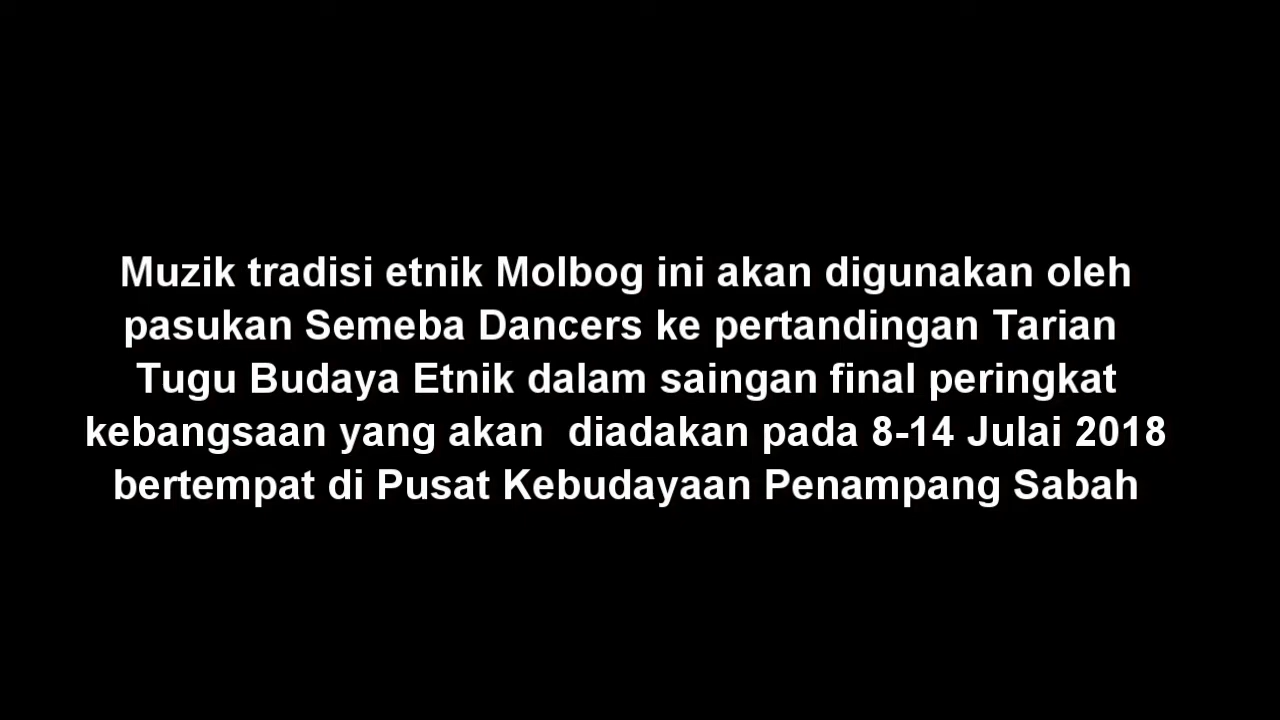 Muzik tradisi etnik Molbog ini akan digunakan oleh
pasukan Semeba Dancers ke pertandingan Tarian
Tugu Budaya Etnik dalam saingan final peringkat
kebangsaan yang akan  diadakan pada 8-14 Julai 2018
bertempat di Pusat Kebudayaan Penampang Sabah